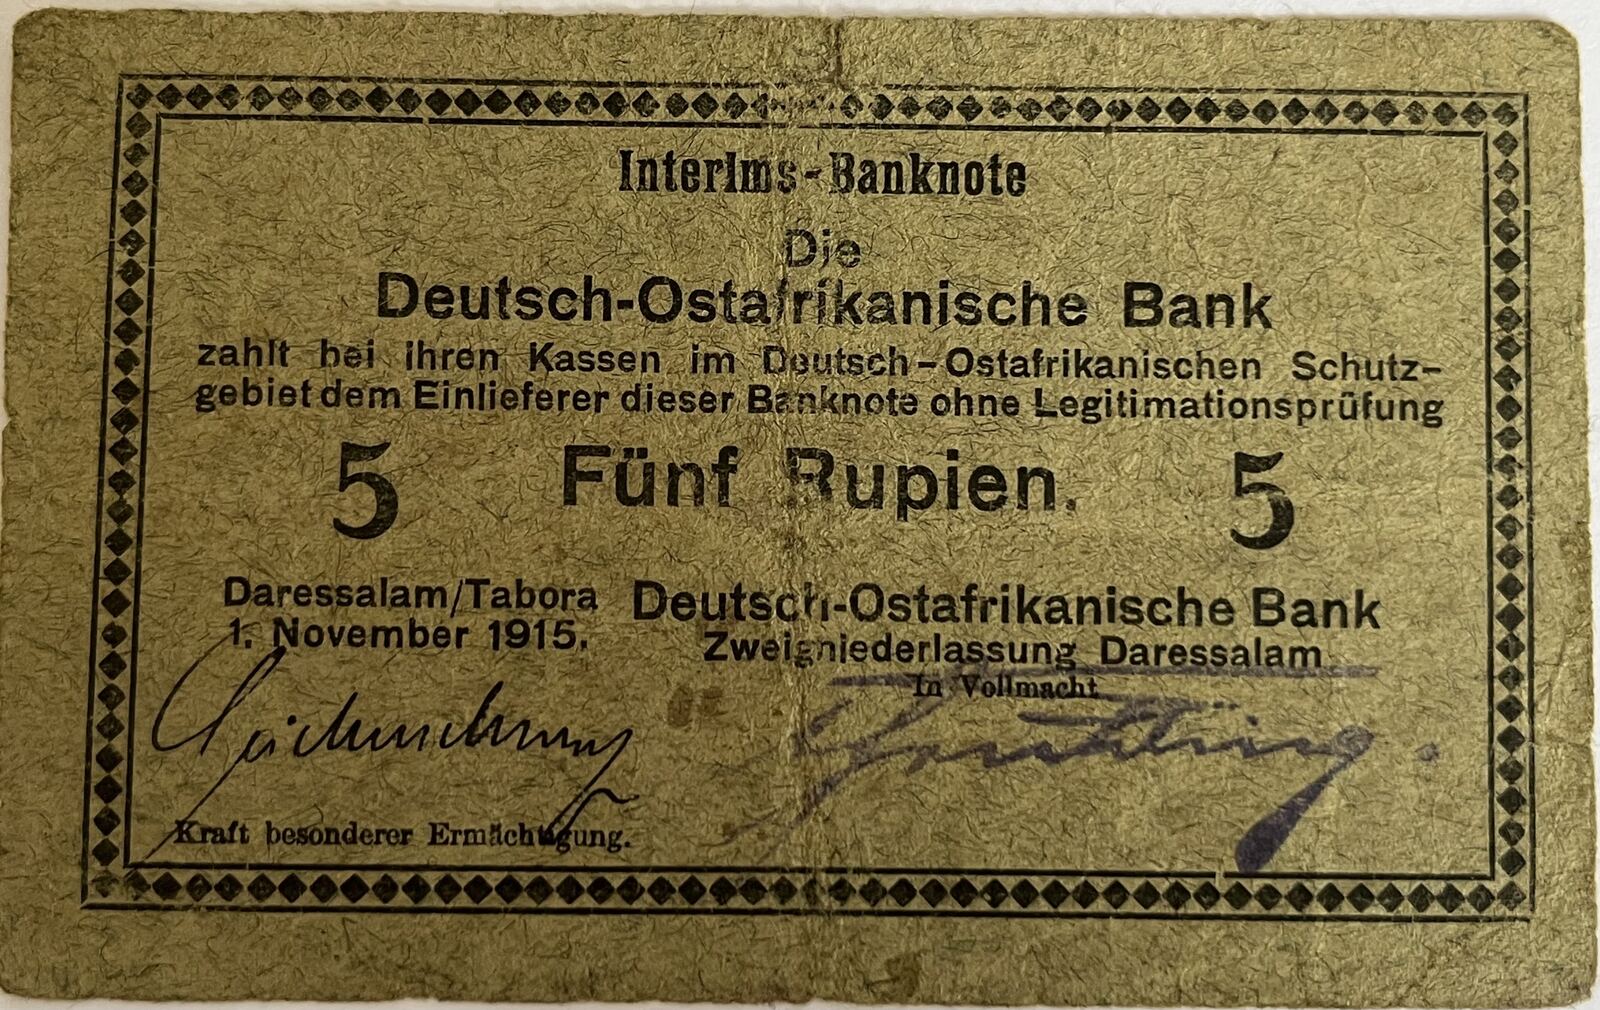 Interims-Banknote
Die
Deutsch-Ostafrikanische Bank
zahlt bei ihren Kassen im Deutsch-Ostafrikanischen Schutz-
gebiet dem Einlieferer dieser Banknote ohne Legitimationsprüfung
5 Fünf Rupien. 5
Daressalam/Tabora
1. November 1915.
Deutsch-Ostafrikanische Bank
Zweigniederlassung Daressalam
In Vollmacht
Kraft besonderer Ermächtigung.